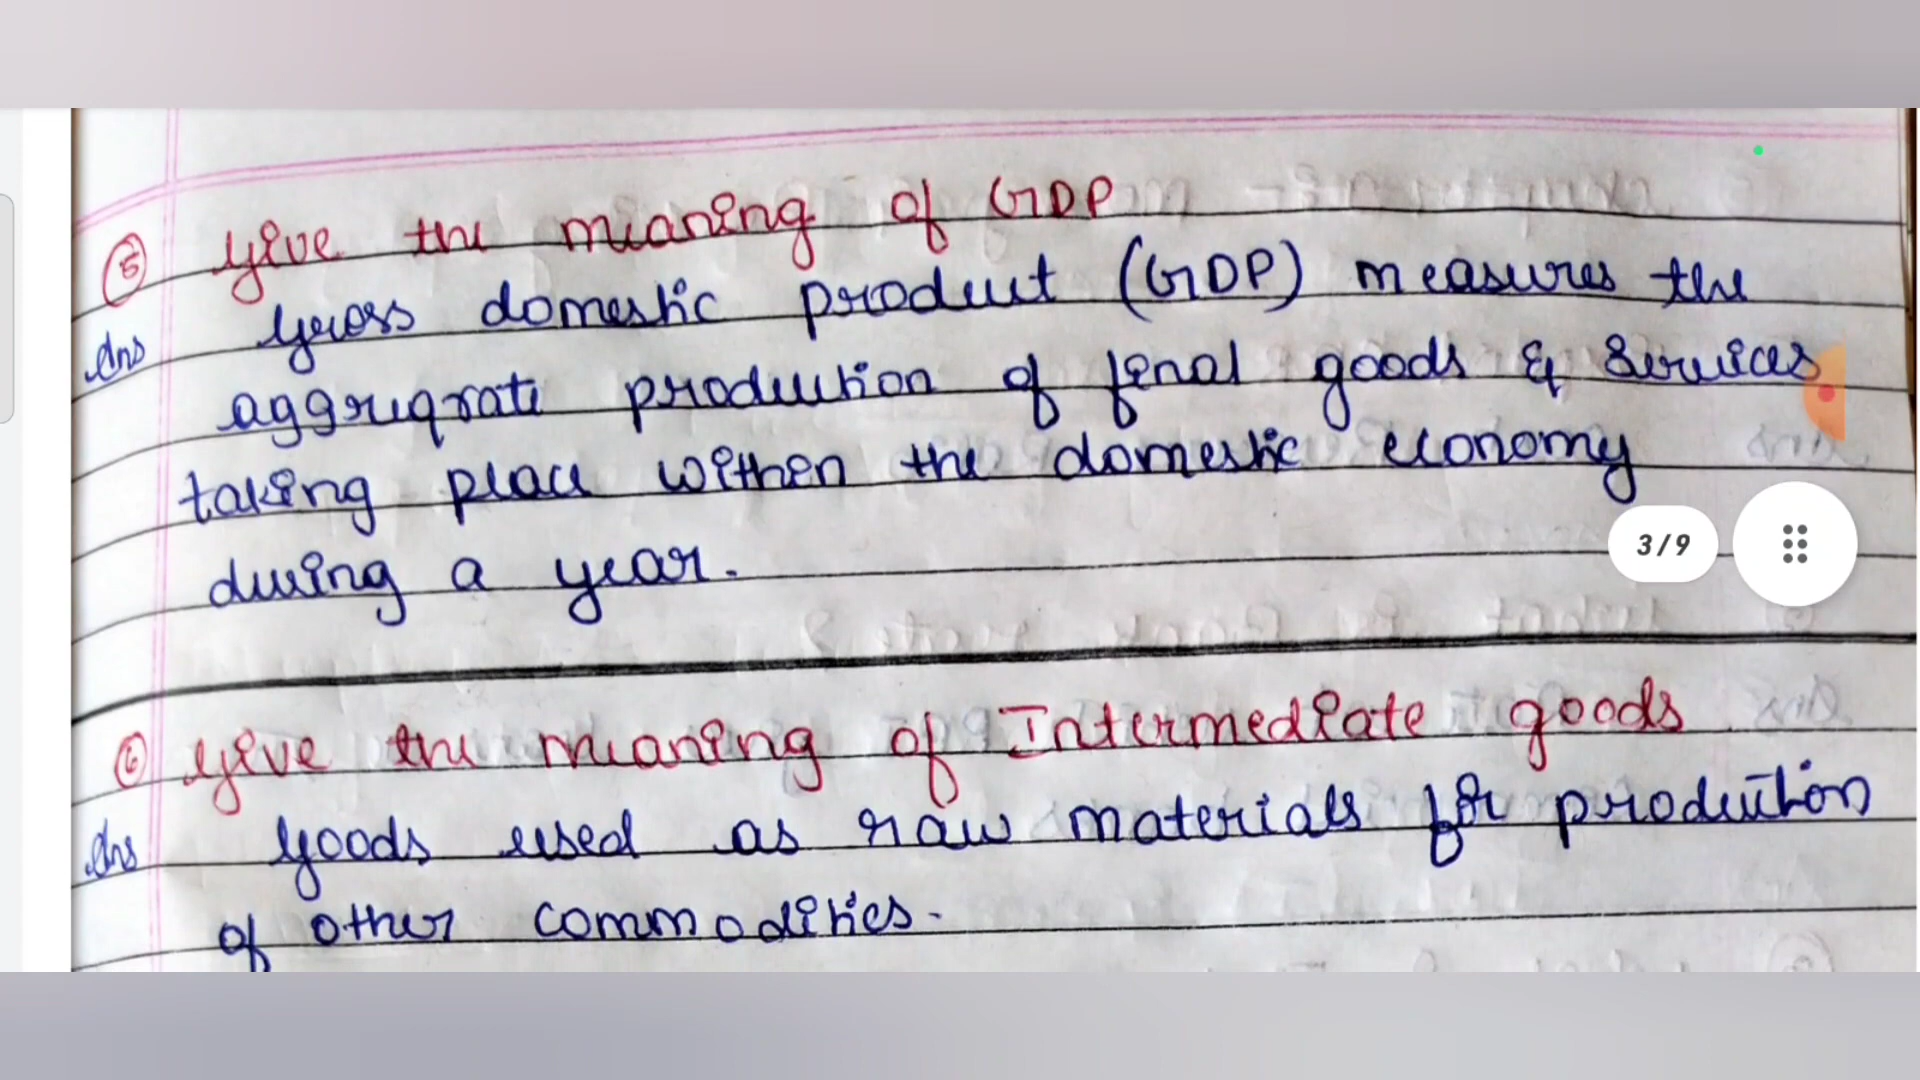 5 Give the meaning of GDP
Ans Gross domestic product (GDP) measures the
aggregrate production of final goods & Services
taking place within the domestic economy
during a year.
3/9
6 Give the meaning of Intermediate goods
Ans Goods used as raw materials for production
of other commodities.